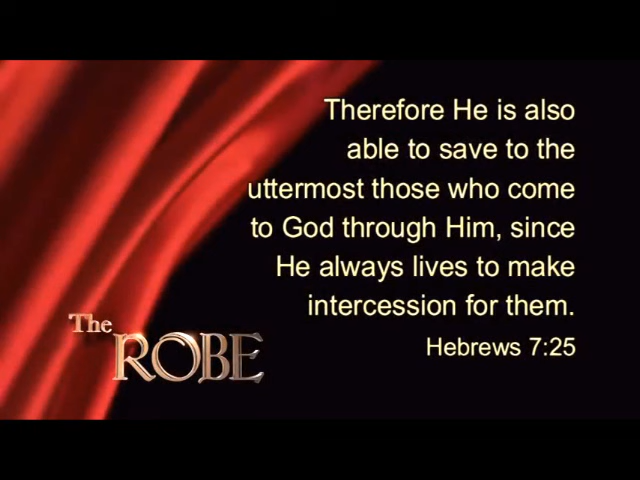 Therefore He is also
able to save to the
uttermost those who come
to God through Him, since
He always lives to make
intercession for them.
Hebrews 7:25
The
ROBE